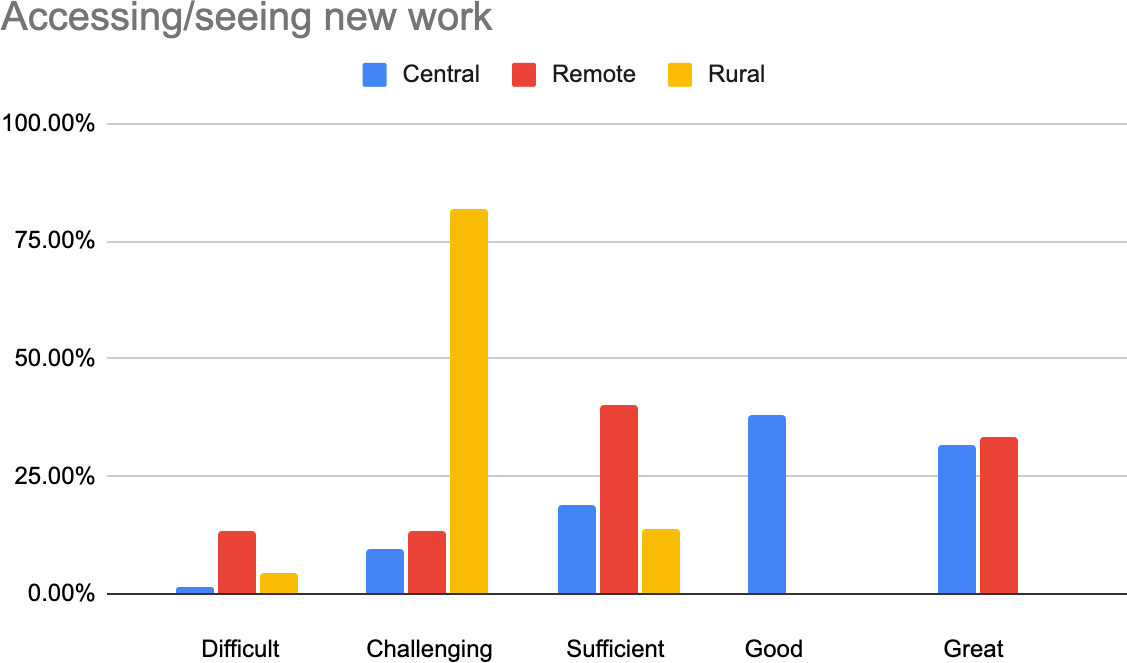 Accessing/seeing new work
Central Remote Rural
100.00%
75.00%
50.00%
25.00%
0.00%
Difficult Challenging Sufficient Good Great